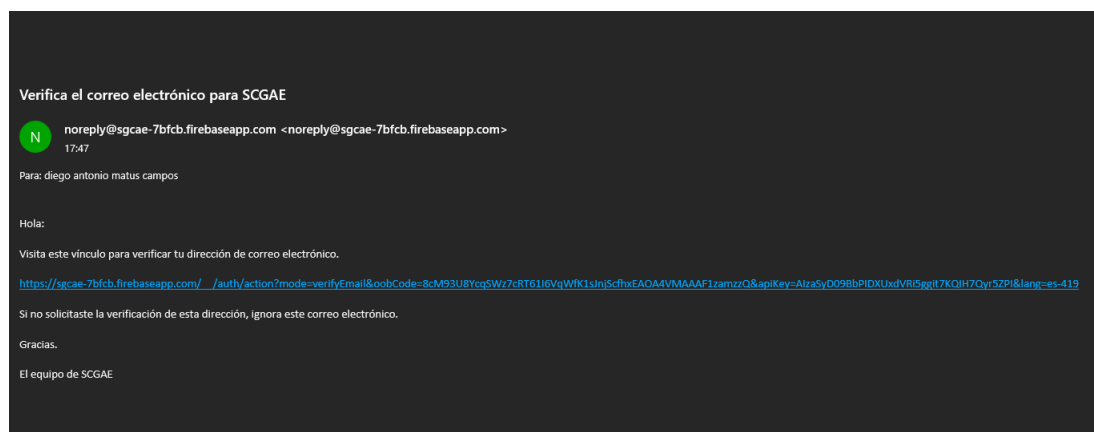 Verifica el correo electrónico para SCGAE
N
noreply@sgcae-7bfcb.firebaseapp.com <noreply@sgcae-7bfcb.firebaseapp.com>
17:47
Para: diego antonio matus campos
Hola:
Visita este vínculo para verificar tu dirección de correo electrónico.
https://sgcae-7bfcb.firebaseapp.com/__/auth/action?mode=verifyEmail&oobCode=8cM93U8YcqSWz7cRT61I6VqWfK1sJnjScfhxEAOA4VMAAAF1zamzzQ&apiKey=AIzaSyD09BbPIDXUxdVRi5ggit7KQJH7Qyr5ZPI&lang=es-419
Si no solicitaste la verificación de esta dirección, ignora este correo electrónico.
Gracias.
El equipo de SCGAE